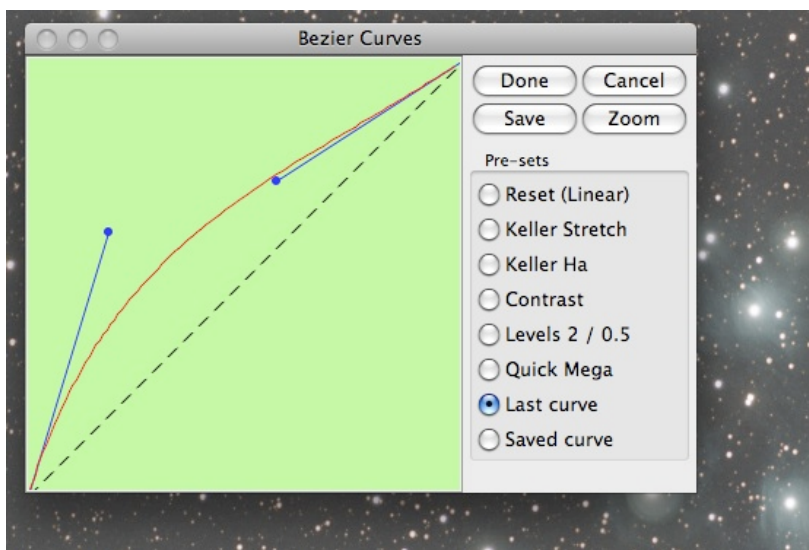 Bezier Curves
Done
Cancel
Save
Zoom
Pre-sets
Reset (Linear)
Keller Stretch
Keller Ha
Contrast
Levels 2 / 0.5
Quick Mega
Last curve
Saved curve